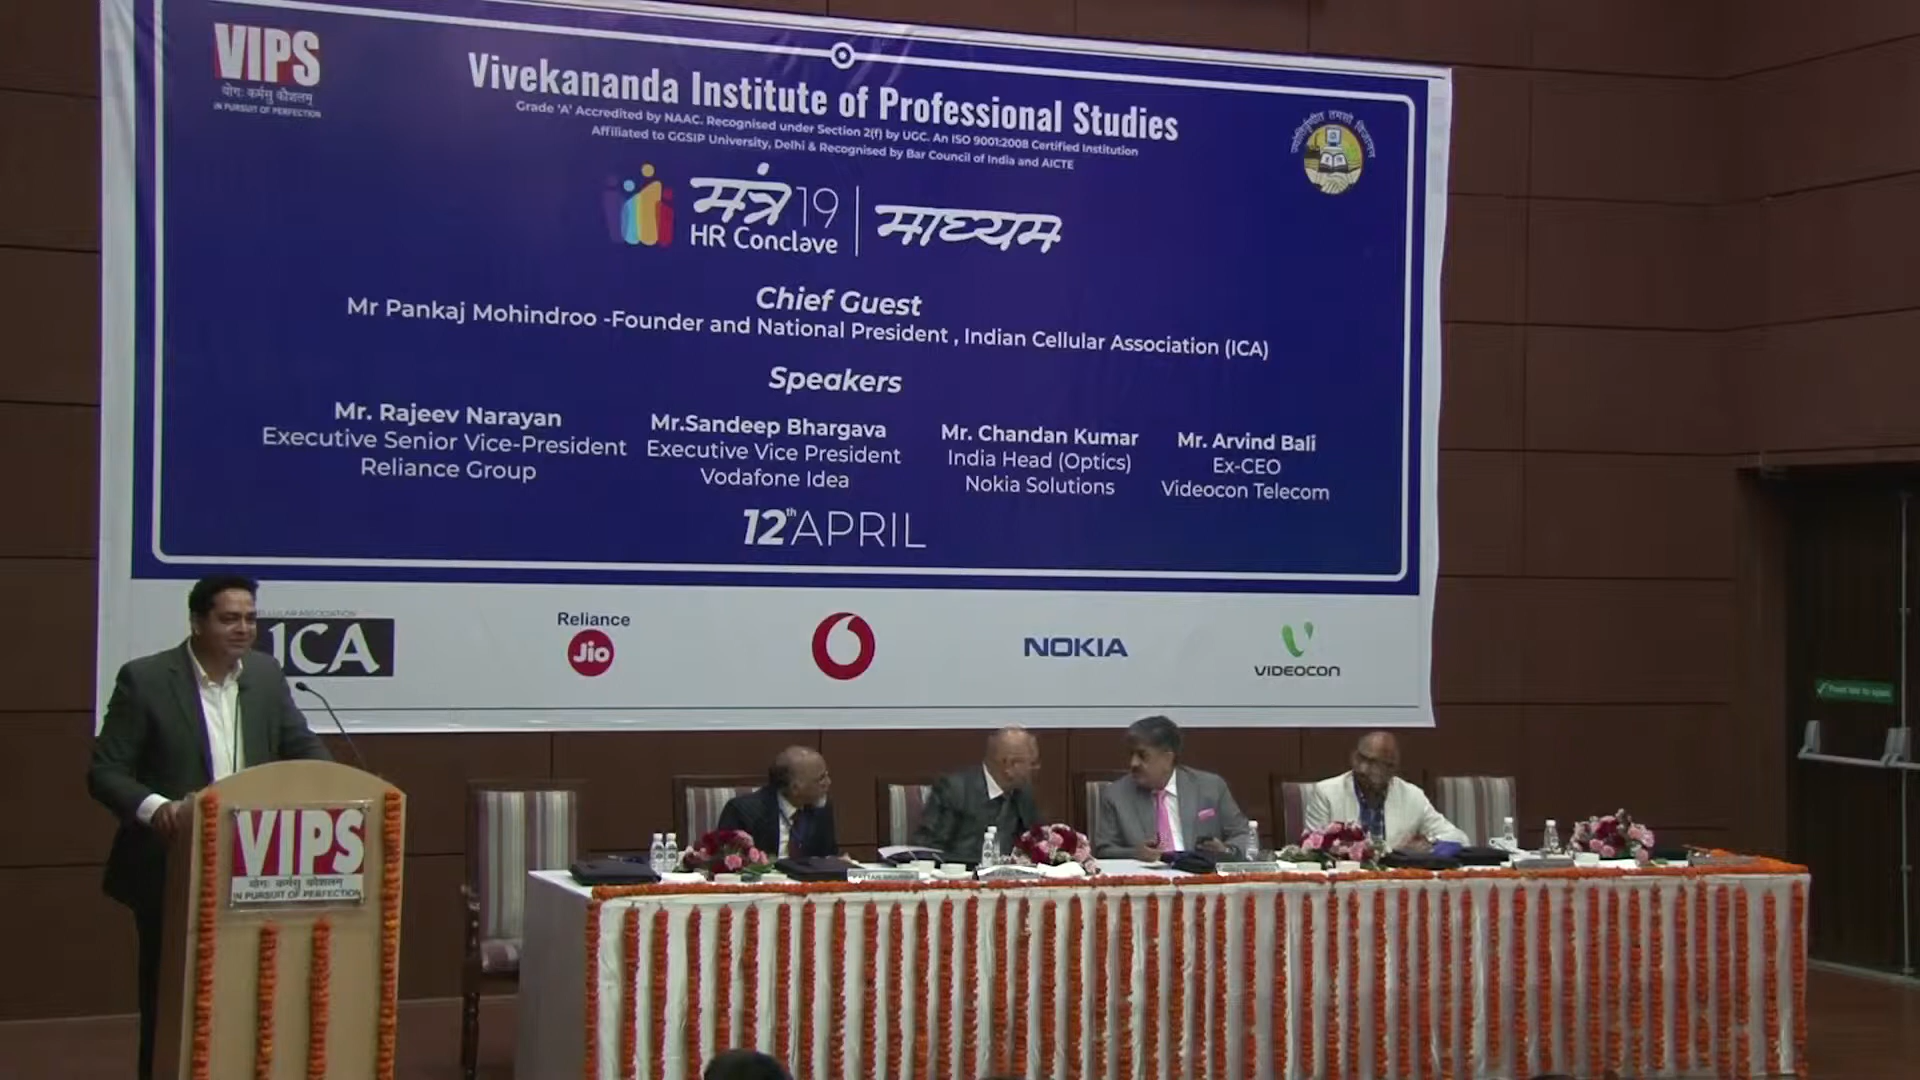 VIPS
योगः कर्मसु कौशलम्
IN PURSUIT OF PERFECTION
Vivekananda Institute of Professional Studies
Grade 'A' Accredited by NAAC. Recognised under Section 2(f) by UGC. An ISO 9001:2008 Certified Institution
Affiliated to GGSIP University, Delhi & Recognised by Bar Council of India and AICTE
मंत्र 19
HR Conclave
माध्यम
Chief Guest
Mr Pankaj Mohindroo -Founder and National President , Indian Cellular Association (ICA)
Speakers
Mr. Rajeev Narayan
Executive Senior Vice-President
Reliance Group
Mr.Sandeep Bhargava
Executive Vice President
Vodafone Idea
Mr. Chandan Kumar
India Head (Optics)
Nokia Solutions
Mr. Arvind Bali
Ex-CEO
Videocon Telecom
12th APRIL
ICA
Reliance
Jio
NOKIA
VIDEOCON
VIPS
योगः कर्मसु कौशलम्
IN PURSUIT OF PERFECTION